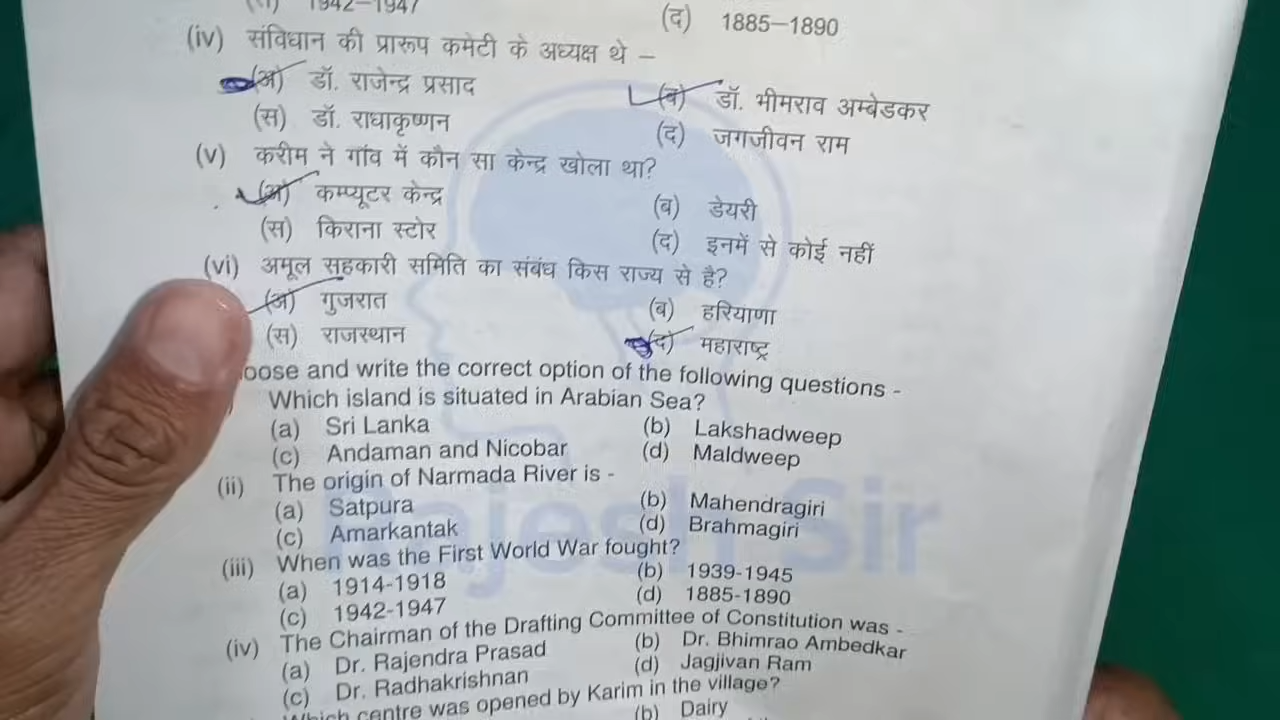 1942–1947
(द) 1885–1890
(iv) संविधान की प्रारूप कमेटी के अध्यक्ष थे –
(अ) डॉ. राजेन्द्र प्रसाद (ब) डॉ. भीमराव अम्बेडकर
(स) डॉ. राधाकृष्णन (द) जगजीवन राम
(v) करीम ने गाँव में कौन सा केन्द्र खोला था?
(अ) कम्प्यूटर केन्द्र (ब) डेयरी
(स) किराना स्टोर (द) इनमें से कोई नहीं
(vi) अमूल सहकारी समिति का संबंध किस राज्य से है?
(अ) गुजरात (ब) हरियाणा
(स) राजस्थान (द) महाराष्ट्र
oose and write the correct option of the following questions -
Which island is situated in Arabian Sea?
(a) Sri Lanka (b) Lakshadweep
(c) Andaman and Nicobar (d) Maldweep
(ii) The origin of Narmada River is -
(a) Satpura (b) Mahendragiri
(c) Amarkantak (d) Brahmagiri
(iii) When was the First World War fought?
(a) 1914-1918 (b) 1939-1945
(c) 1942-1947 (d) 1885-1890
(iv) The Chairman of the Drafting Committee of Constitution was -
(a) Dr. Rajendra Prasad (b) Dr. Bhimrao Ambedkar
(c) Dr. Radhakrishnan (d) Jagjivan Ram
Which centre was opened by Karim in the village?
(b) Dairy
Rajesh Sir